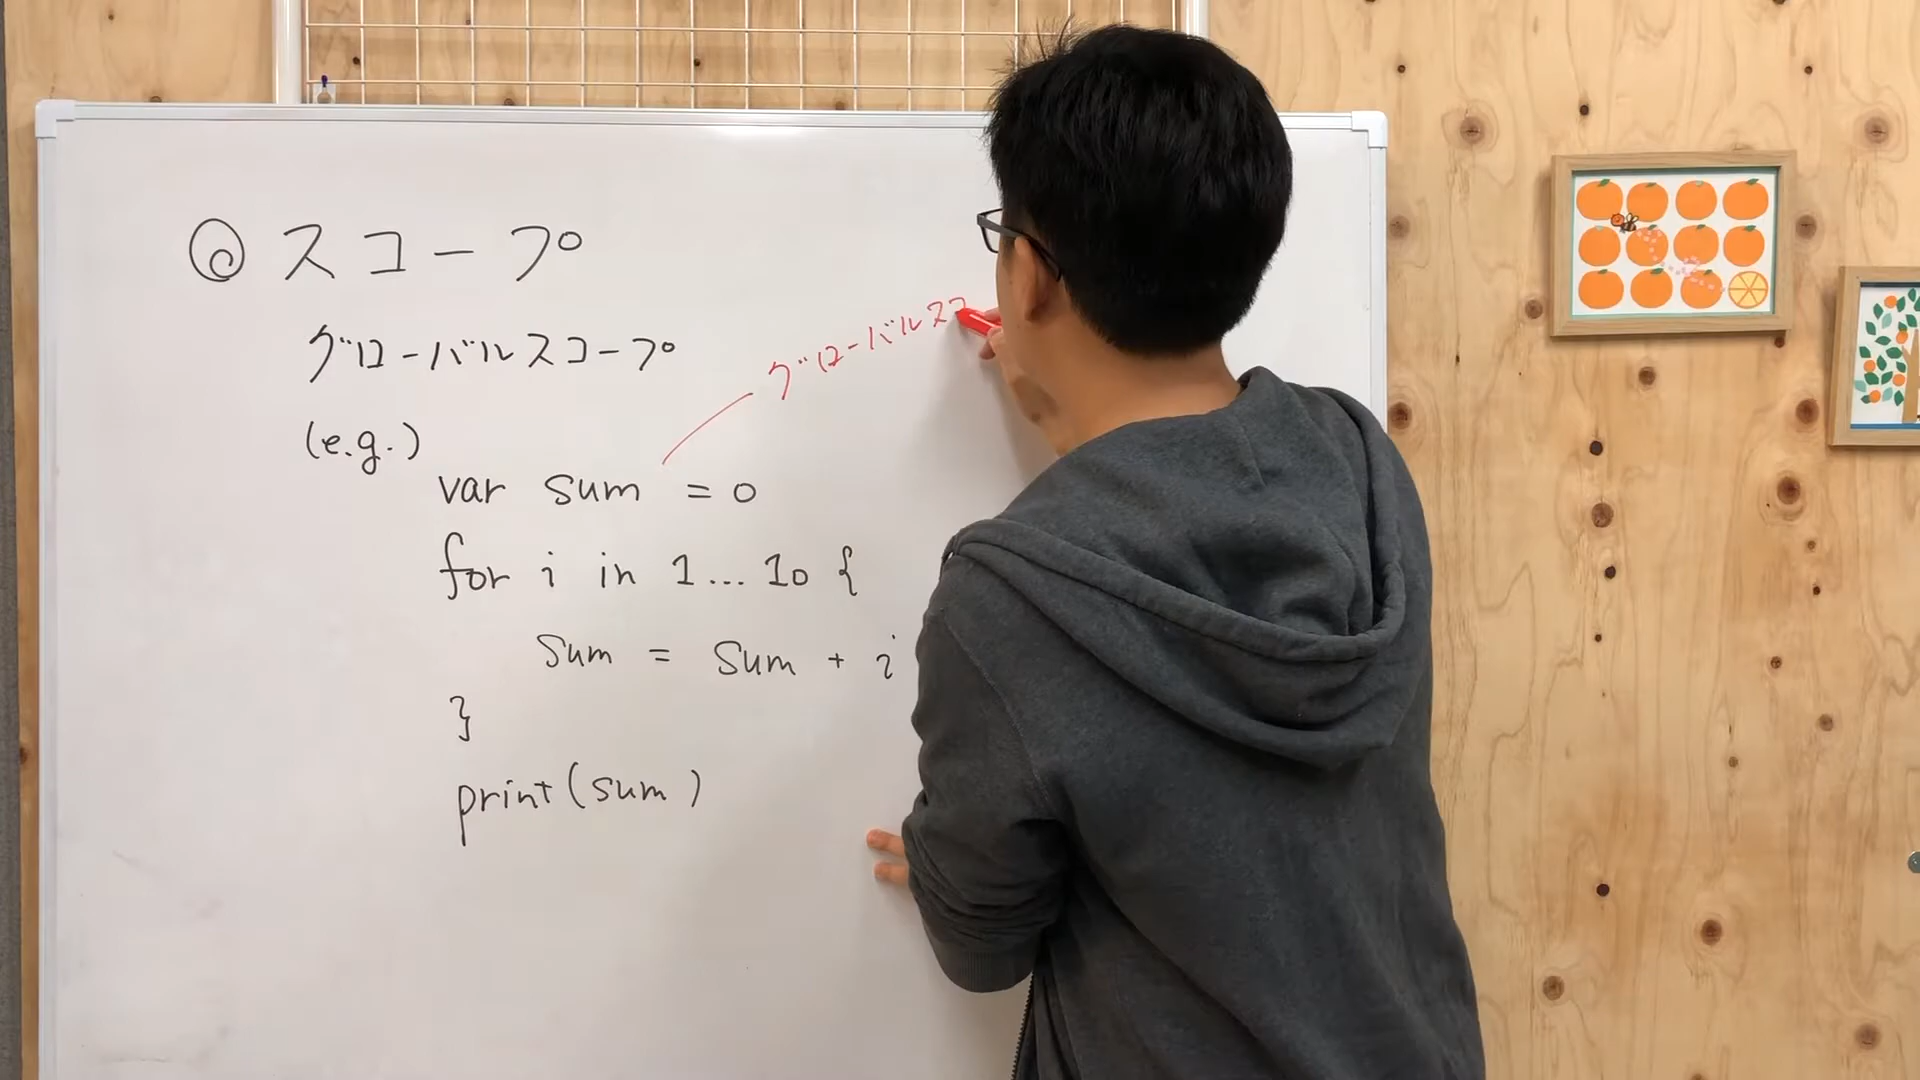 ◎ スコープ
グローバルスコープ
グローバルスコ
(e.g.)
var sum = 0
for i in 1...10 {
sum = sum + i
}
print(sum)